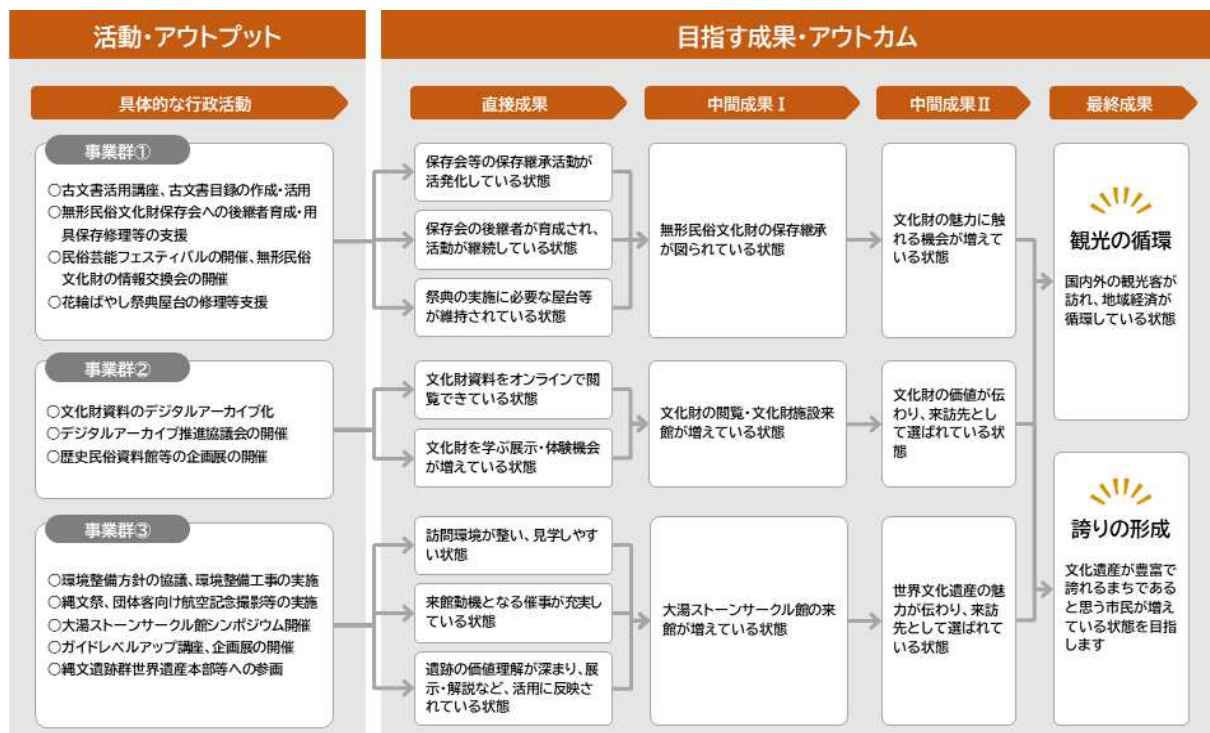 活動・アウトプット
目指す成果・アウトカム
具体的な行政活動
直接成果
中間成果Ⅰ
中間成果Ⅱ
最終成果
事業群①
○古文書活用講座、古文書目録の作成・活用
○無形民俗文化財保存会への後継者育成・用
具保存修理等の支援
○民俗芸能フェスティバルの開催、無形民俗
文化財の情報交換会の開催
○花輪ばやし祭典屋台の修理等支援
保存会等の保存継承活動が
活発化している状態
保存会の後継者が育成され、
活動が継続している状態
祭典の実施に必要な屋台等
が維持されている状態
無形民俗文化財の保存継承
が図られている状態
文化財の魅力に触
れる機会が増えて
いる状態
事業群②
○文化財資料のデジタルアーカイブ化
○デジタルアーカイブ推進協議会の開催
○歴史民俗資料館等の企画展の開催
文化財資料をオンラインで閲
覧できている状態
文化財を学ぶ展示・体験機会
が増えている状態
文化財の閲覧・文化財施設来
館が増えている状態
文化財の価値が伝
わり、来訪先とし
て選ばれている状
態
事業群③
○環境整備方針の協議、環境整備工事の実施
○縄文祭、団体客向け航空記念撮影等の実施
○大湯ストーンサークル館シンポジウム開催
○ガイドレベルアップ講座、企画展の開催
○縄文遺跡群世界遺産本部等への参画
訪問環境が整い、見学しやす
い状態
来館動機となる催事が充実し
ている状態
遺跡の価値理解が深まり、展
示・解説など、活用に反映さ
れている状態
大湯ストーンサークル館の来
館が増えている状態
世界文化遺産の魅
力が伝わり、来訪
先として選ばれて
いる状態
観光の循環
国内外の観光客が
訪れ、地域経済が
循環している状態
誇りの形成
文化遺産が豊富で
誇れるまちである
と思う市民が増え
ている状態を目指
します